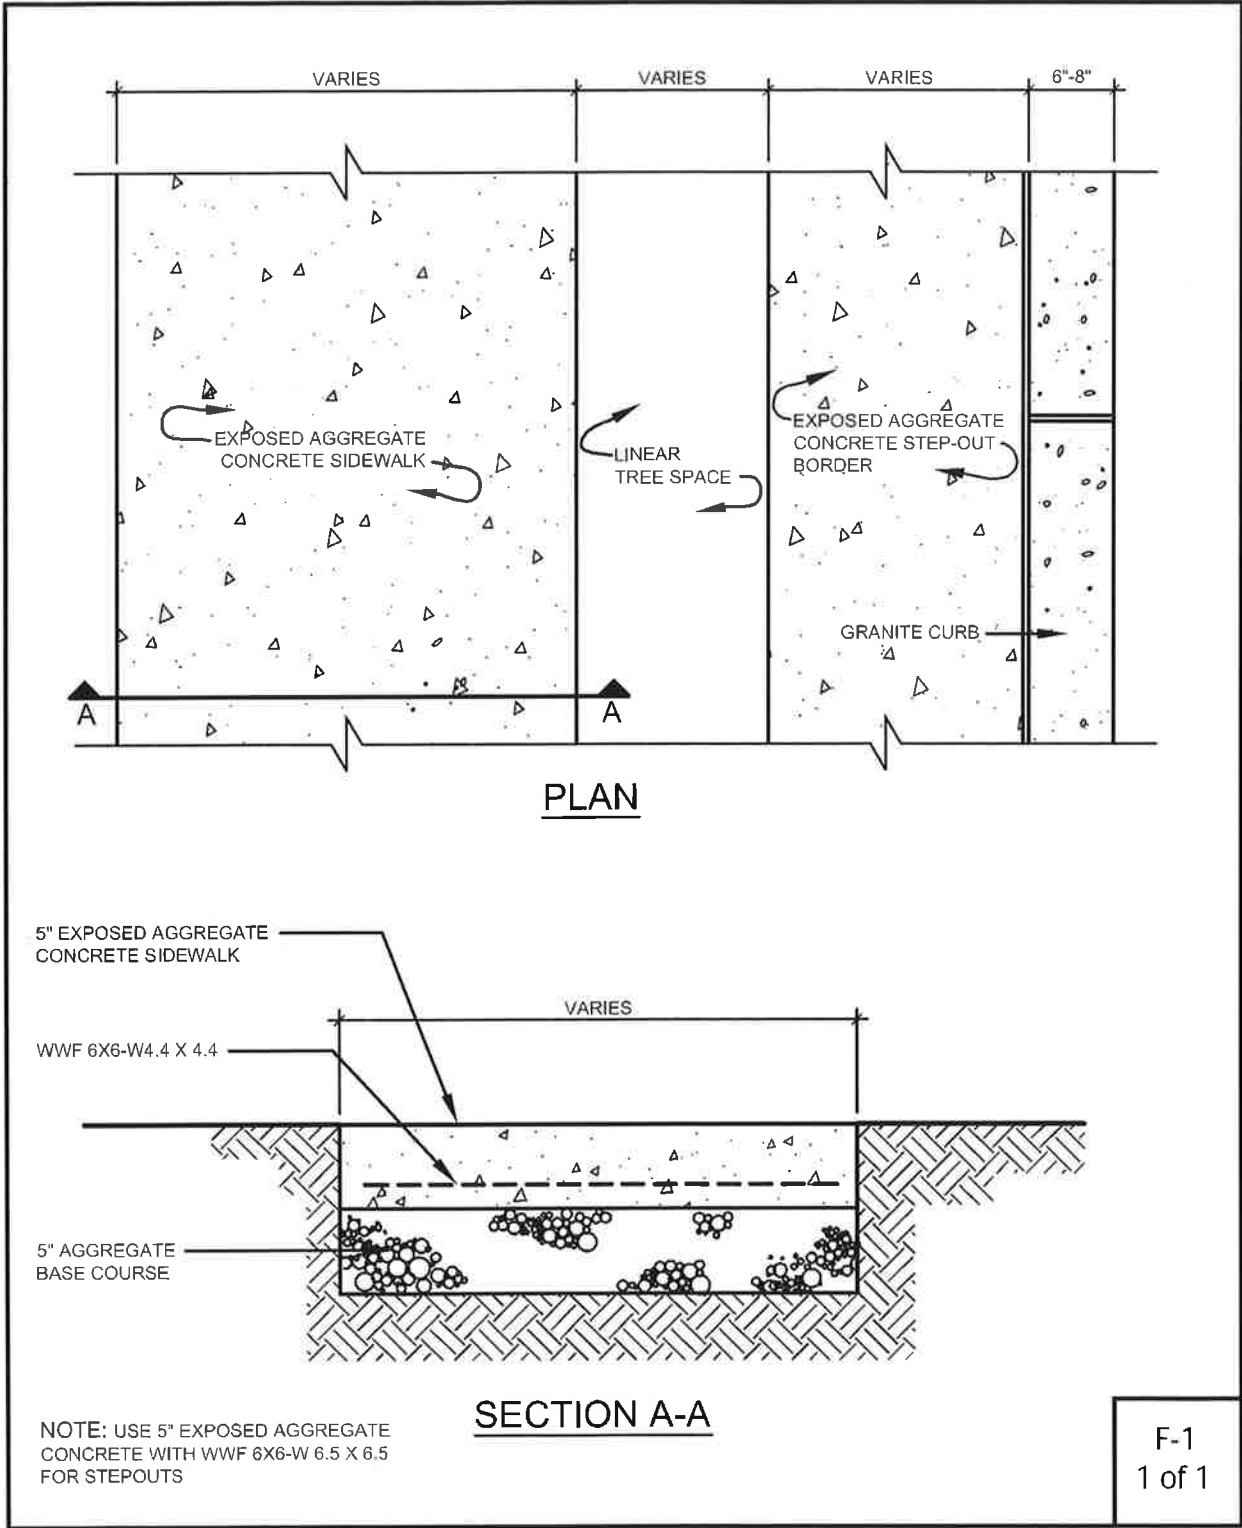 VARIES
VARIES
VARIES
6"-8"
EXPOSED AGGREGATE
CONCRETE SIDEWALK
LINEAR
TREE SPACE
EXPOSED AGGREGATE
CONCRETE STEP-OUT
BORDER
GRANITE CURB
A
A
PLAN
5" EXPOSED AGGREGATE
CONCRETE SIDEWALK
VARIES
WWF 6X6-W4.4 X 4.4
5" AGGREGATE
BASE COURSE
SECTION A-A
NOTE: USE 5" EXPOSED AGGREGATE
CONCRETE WITH WWF 6X6-W 6.5 X 6.5
FOR STEPOUTS
F-1
1 of 1